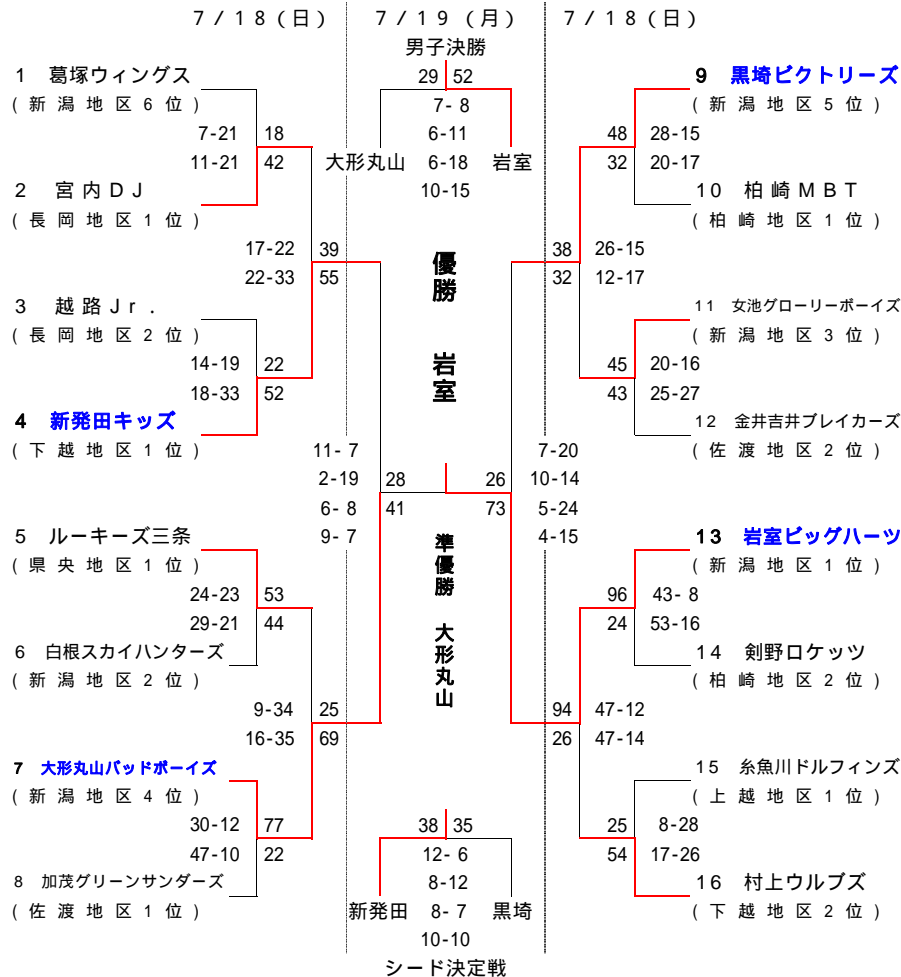 7/18(日)
7/19 (月)
7/18(日)
男子決勝
29 52
7- 8
6-11
6-18
10-15
大形丸山
岩室
1 葛塚ウィングス
(新潟地区6位)
7-21 18
11-21 42
2 宮内DJ
(長岡地区1位)
17-22 39
22-33 55
3 越路Jr.
(長岡地区2位)
14-19 22
18-33 52
4 新発田キッズ
(下越地区1位)
11- 7
2-19
6- 8
9- 7
28
41
5 ルーキーズ三条
(県央地区1位)
24-23 53
29-21 44
6 白根スカイハンターズ
(新潟地区2位)
9-34 25
16-35 69
7 大形丸山バッドボーイズ
(新潟地区4位)
30-12 77
47-10 22
8 加茂グリーンサンダーズ
(佐渡地区1位)
優勝 岩室
準優勝 大形丸山
38 35
12- 6
8-12
8- 7
10-10
新発田
黒埼
シード決定戦
9 黒埼ビクトリーズ
(新潟地区5位)
48 28-15
32 20-17
10 柏崎MBT
(柏崎地区1位)
38 26-15
32 12-17
11 女池グローリーボーイズ
(新潟地区3位)
45 20-16
43 25-27
12 金井吉井ブレイカーズ
(佐渡地区2位)
26
73
7-20
10-14
5-24
4-15
13 岩室ビッグハーツ
(新潟地区1位)
96 43- 8
24 53-16
14 剣野ロケッツ
(柏崎地区2位)
94 47-12
26 47-14
15 糸魚川ドルフィンズ
(上越地区1位)
25 8-28
54 17-26
16 村上ウルブズ
(下越地区2位)